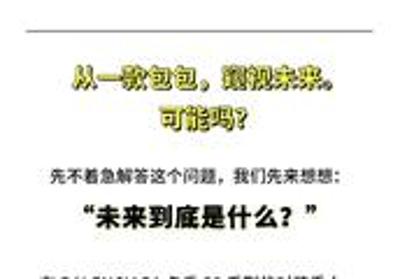 从一款包包，窥视未来。
可能吗？
先不着急解答这个问题，我们先来想想：
“未来到底是什么？”